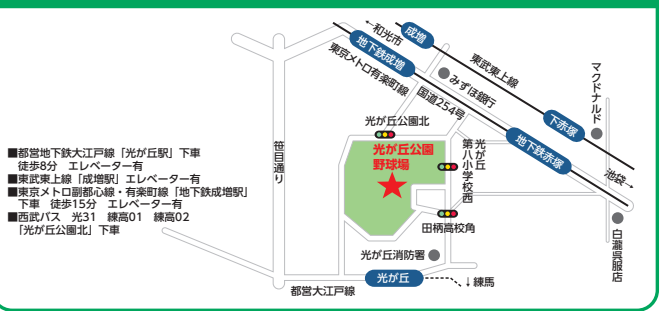 ■都営地下鉄大江戸線「光が丘駅」下車
徒歩8分 エレベーター有
■東武東上線「成増駅」エレベーター有
■東京メトロ副都心線・有楽町線「地下鉄成増駅」
下車 徒歩15分 エレベーター有
■西武バス 光31 練高01 練高02
「光が丘公園北」下車
←和光市
成増
地下鉄成増
東武東上線
東京メトロ有楽町線
みずほ銀行
国道254号
マクドナルド
下赤塚
地下鉄赤塚
池袋→
白瀧呉服店
笹目通り
光が丘公園北
光が丘公園
野球場
光が丘
第八小学校西
田柄高校角
光が丘消防署
光が丘
↓練馬
都営大江戸線